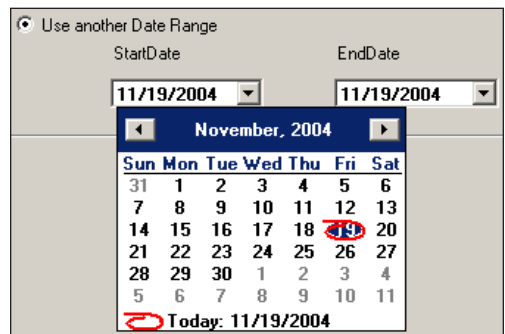 Use another Date Range
StartDate EndDate
11/19/2004 11/19/2004
November, 2004
Sun Mon Tue Wed Thu Fri Sat
31 1 2 3 4 5 6
7 8 9 10 11 12 13
14 15 16 17 18 19 20
21 22 23 24 25 26 27
28 29 30 1 2 3 4
5 6 7 8 9 10 11
Today: 11/19/2004